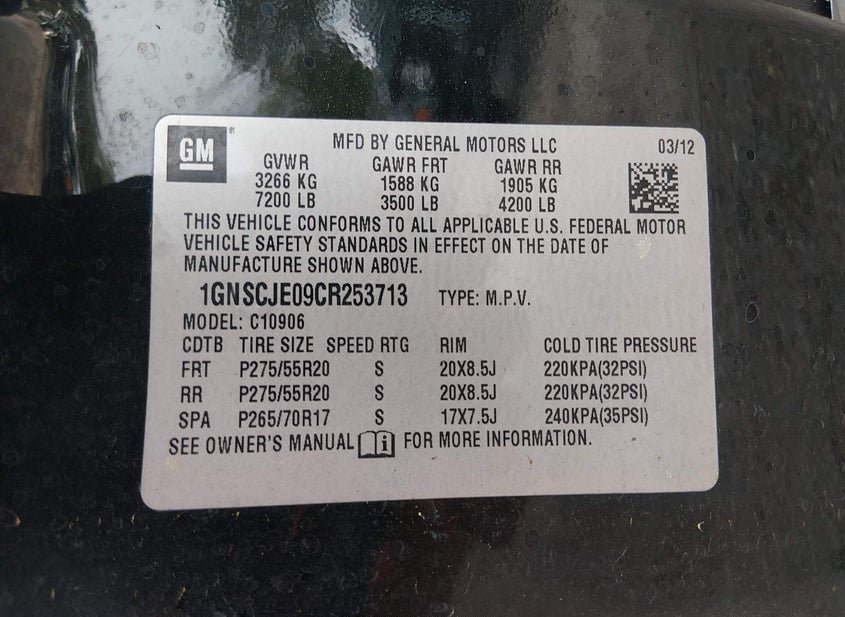 GM ®
MFD BY GENERAL MOTORS LLC 03/12
GVWR GAWR FRT GAWR RR
3266 KG 1588 KG 1905 KG
7200 LB 3500 LB 4200 LB
THIS VEHICLE CONFORMS TO ALL APPLICABLE U.S. FEDERAL MOTOR
VEHICLE SAFETY STANDARDS IN EFFECT ON THE DATE OF
MANUFACTURE SHOWN ABOVE.
1GNSCJE09CR253713 TYPE: M.P.V.
MODEL: C10906
CDTB TIRE SIZE SPEED RTG RIM COLD TIRE PRESSURE
FRT P275/55R20 S 20X8.5J 220KPA(32PSI)
RR P275/55R20 S 20X8.5J 220KPA(32PSI)
SPA P265/70R17 S 17X7.5J 240KPA(35PSI)
SEE OWNER'S MANUAL i FOR MORE INFORMATION.